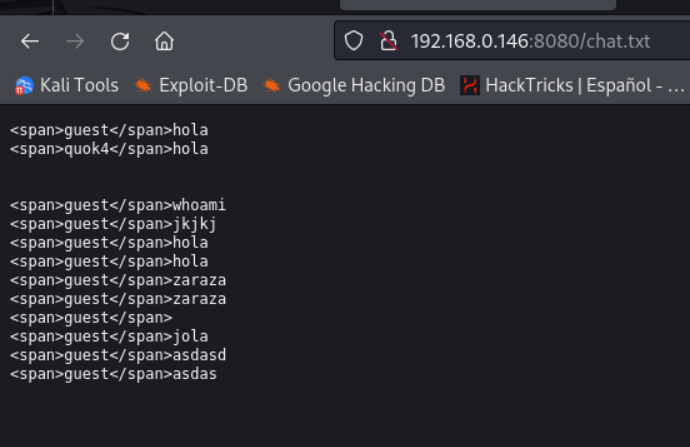 192.168.0.146:8080/chat.txt
Kali Tools Exploit-DB Google Hacking DB HackTricks | Español - ...
<span>guest</span>hola
<span>quok4</span>hola
<span>guest</span>whoami
<span>guest</span>jkjkj
<span>guest</span>hola
<span>guest</span>hola
<span>guest</span>zaraza
<span>guest</span>zaraza
<span>guest</span>
<span>guest</span>jola
<span>guest</span>asdasd
<span>guest</span>asdas